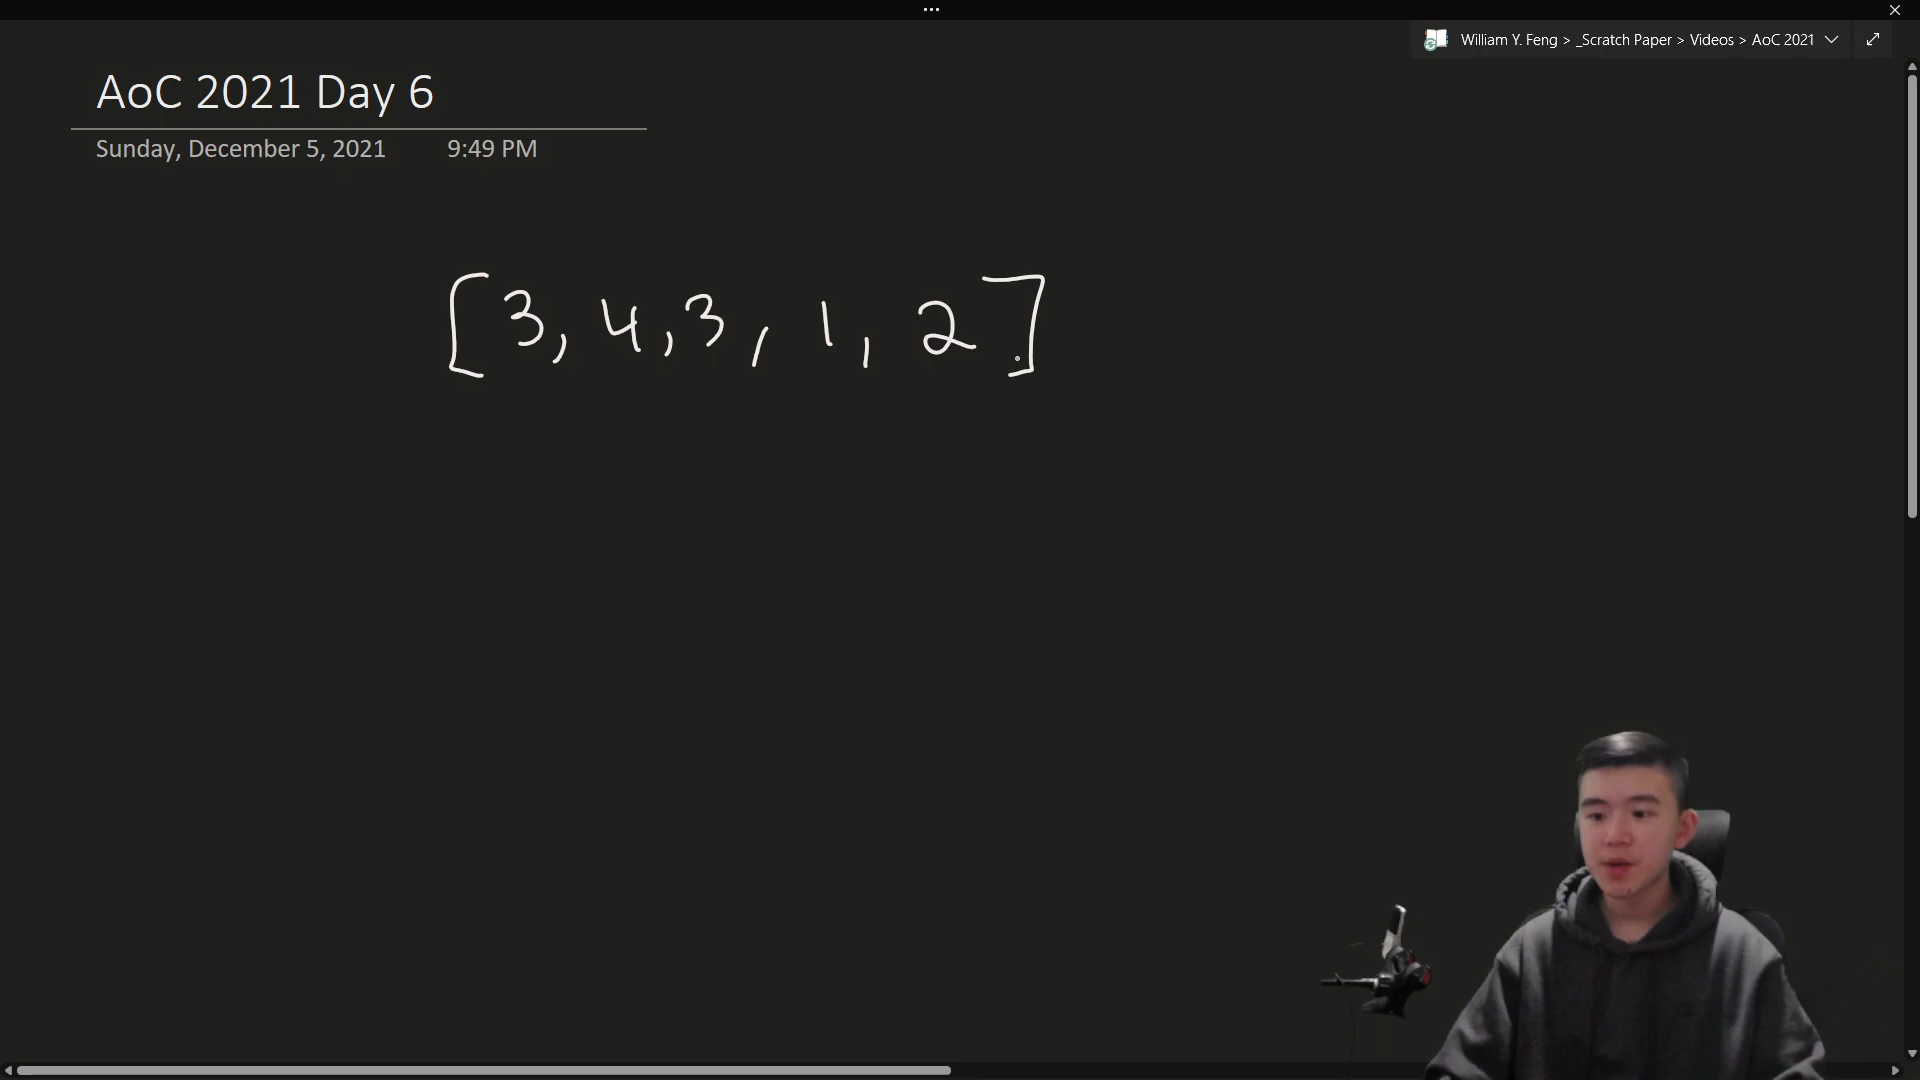 William Y. Feng > _Scratch Paper > Videos > AoC 2021
AoC 2021 Day 6
Sunday, December 5, 2021 9:49 PM
[3, 4, 3, 1, 2]